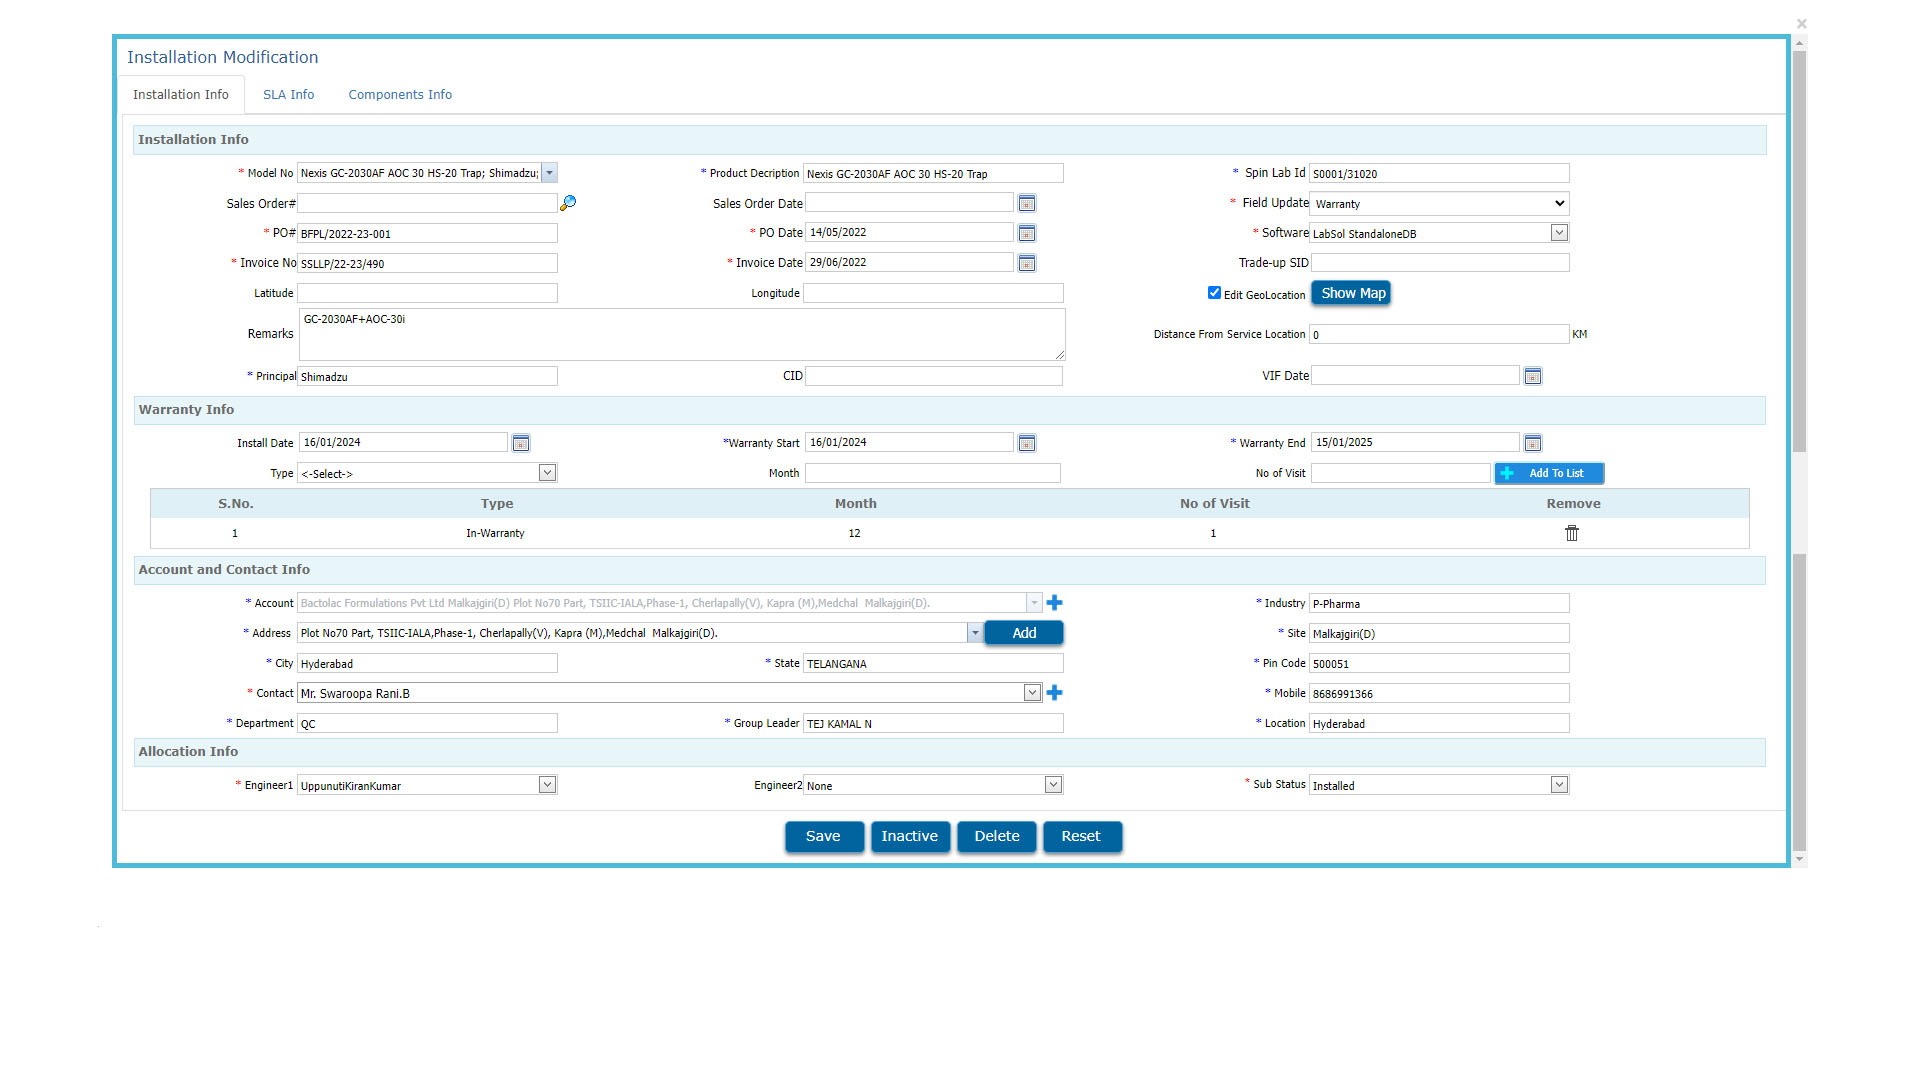 ×
Installation Modification
Installation Info SLA Info Components Info
Installation Info
* Model No Nexis GC-2030AF AOC 30 HS-20 Trap; Shimadzu; * Product Decription Nexis GC-2030AF AOC 30 HS-20 Trap * Spin Lab Id S0001/31020
Sales Order# Sales Order Date * Field Update Warranty
* PO# BFPL/2022-23-001 * PO Date 14/05/2022 * Software LabSol StandaloneDB
* Invoice No SSLLP/22-23/490 * Invoice Date 29/06/2022 Trade-up SID
Latitude Longitude Edit GeoLocation Show Map
Remarks GC-2030AF+AOC-30i Distance From Service Location 0 KM
* Principal Shimadzu CID VIF Date
Warranty Info
Install Date 16/01/2024 *Warranty Start 16/01/2024 * Warranty End 15/01/2025
Type <-Select-> Month No of Visit Add To List
S.No. Type Month No of Visit Remove
1 In-Warranty 12 1
Account and Contact Info
* Account Bactolac Formulations Pvt Ltd Malkajgiri(D) Plot No70 Part, TSIIC-IALA,Phase-1, Cherlapally(V), Kapra (M),Medchal Malkajgiri(D). * Industry P-Pharma
* Address Plot No70 Part, TSIIC-IALA,Phase-1, Cherlapally(V), Kapra (M),Medchal Malkajgiri(D). Add * Site Malkajgiri(D)
* City Hyderabad * State TELANGANA * Pin Code 500051
* Contact Mr. Swaroopa Rani.B * Mobile 8686991366
* Department QC * Group Leader TEJ KAMAL N * Location Hyderabad
Allocation Info
* Engineer1 UppunutiKiranKumar Engineer2 None * Sub Status Installed
Save Inactive Delete Reset